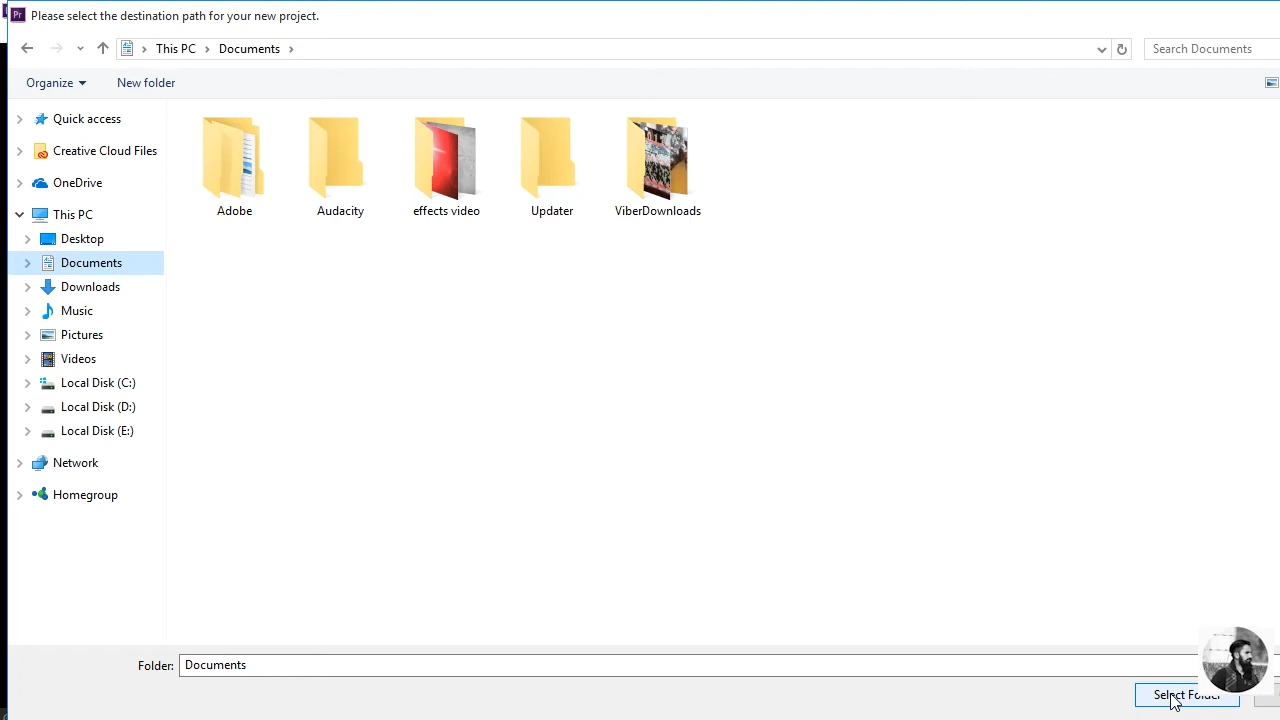 Pr Please select the destination path for your new project.
This PC Documents
Search Documents
Organize New folder
Quick access
Creative Cloud Files
OneDrive
This PC
Desktop
Documents
Downloads
Music
Pictures
Videos
Local Disk (C:)
Local Disk (D:)
Local Disk (E:)
Network
Homegroup
Adobe Audacity effects video Updater ViberDownloads
Folder: Documents
Select Folder